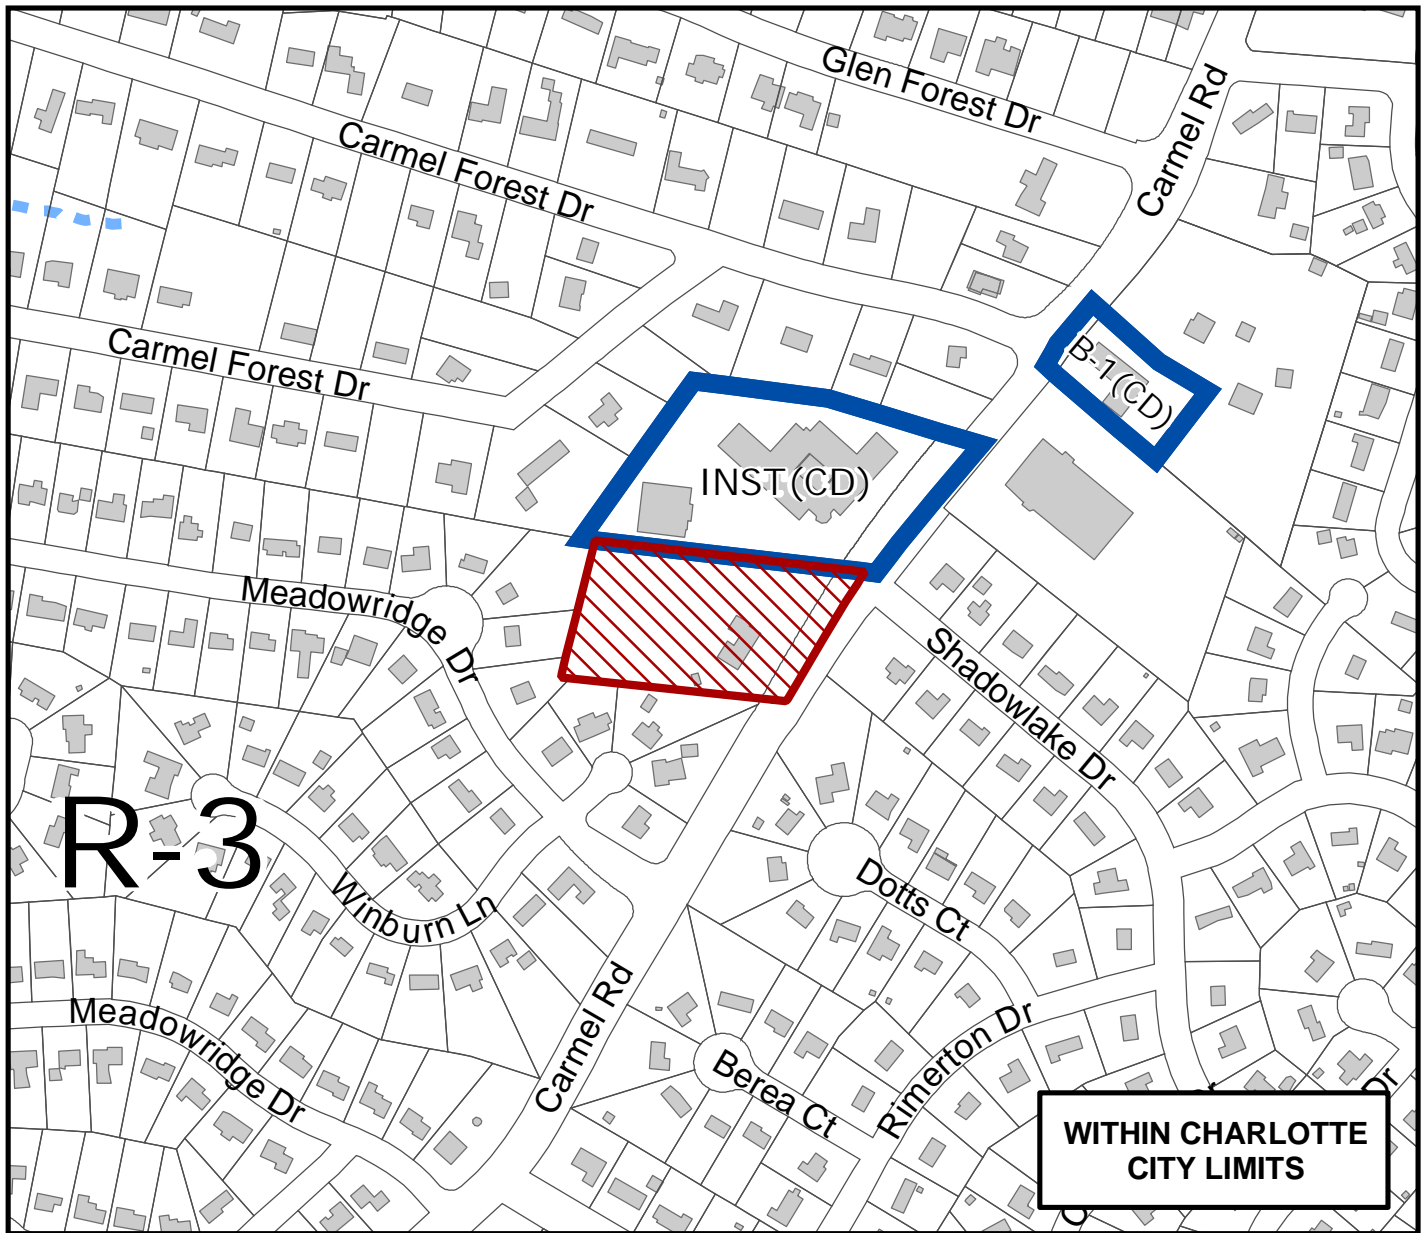 Glen Forest Dr
Carmel Rd
Carmel Forest Dr
Carmel Forest Dr
B-1(CD)
INST(CD)
Meadowridge Dr
Shadowlake Dr
R-3
Winburn Ln
Dotts Ct
Carmel Rd
Meadowridge Dr
Berea Ct
Rimerton Dr
Dr
WITHIN CHARLOTTE
CITY LIMITS